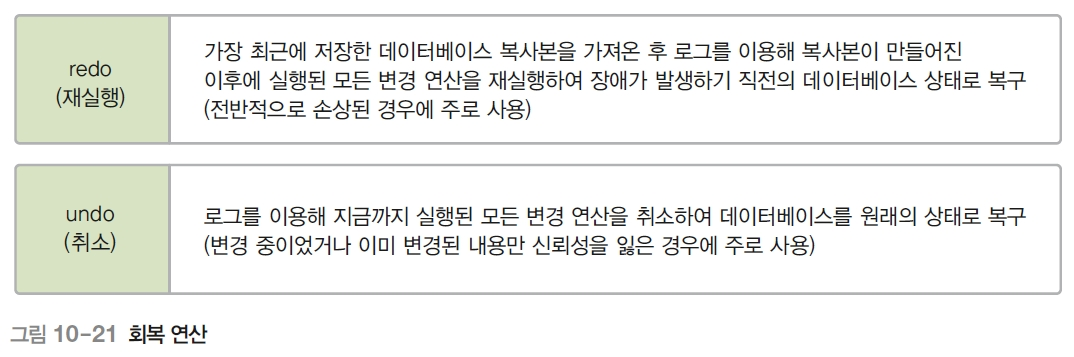 redo
(재실행)
가장 최근에 저장한 데이터베이스 복사본을 가져온 후 로그를 이용해 복사본이 만들어진
이후에 실행된 모든 변경 연산을 재실행하여 장애가 발생하기 직전의 데이터베이스 상태로 복구
(전반적으로 손상된 경우에 주로 사용)
undo
(취소)
로그를 이용해 지금까지 실행된 모든 변경 연산을 취소하여 데이터베이스를 원래의 상태로 복구
(변경 중이었거나 이미 변경된 내용만 신뢰성을 잃은 경우에 주로 사용)
그림 10-21 회복 연산